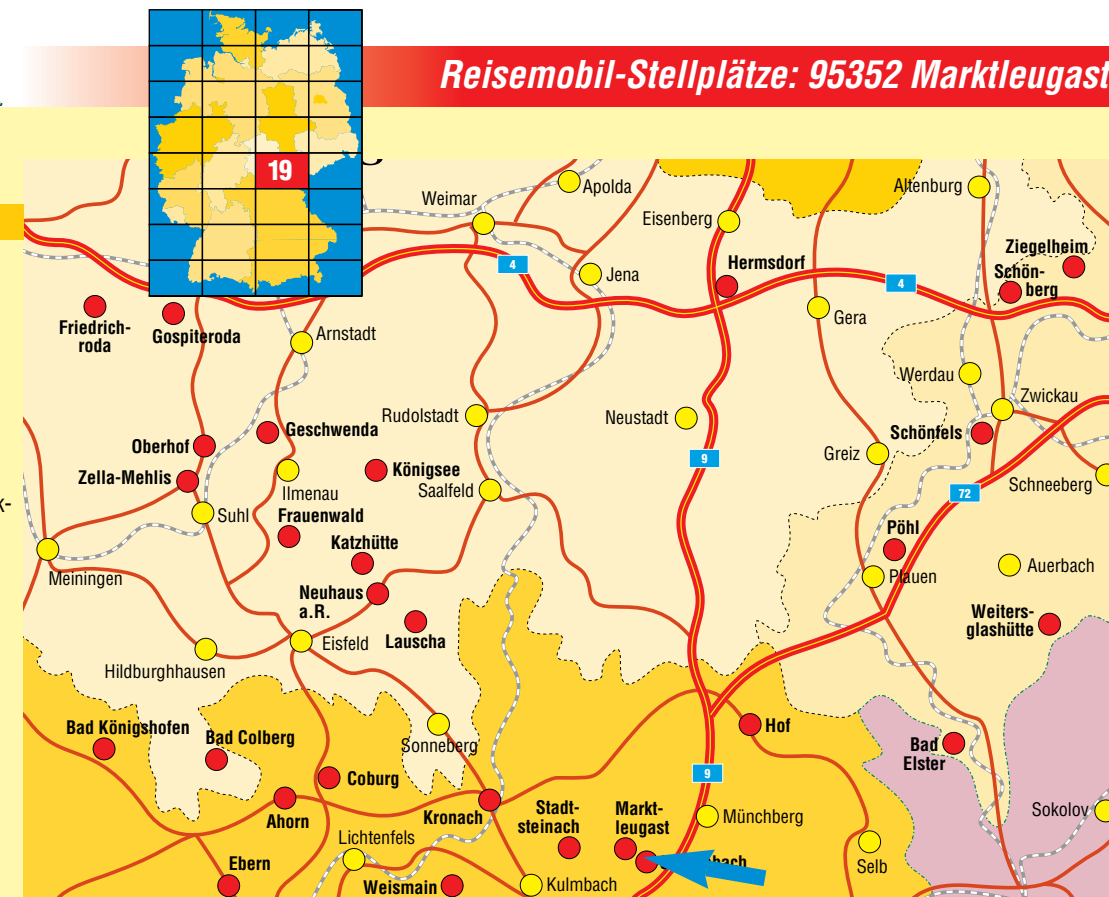 Reisemobil-Stellplätze: 95352 Marktleugast
19
Weimar
Apolda
Eisenberg
Altenburg
4
Jena
Hermsdorf
4
Ziegelheim
Schön-
berg
Friedrich-
roda
Gospiteroda
Arnstadt
Gera
Werdau
Zwickau
Rudolstadt
Neustadt
Oberhof
Geschwenda
Schönfels
Zella-Mehlis
Königsee
Saalfeld
9
Greiz
Schneeberg
72
Ilmenau
Suhl
Frauenwald
Katzhütte
Pöhl
Meiningen
Plauen
Auerbach
Neuhaus
a.R.
Lauscha
Weiters-
glashütte
Eisfeld
Hildburghhausen
Bad Königshofen
Bad Colberg
Sonneberg
Hof
Bad
Elster
Coburg
9
Ahorn
Kronach
Stadt-
steinach
Markt-
leugast
Münchberg
Sokolov
Lichtenfels
bach
Selb
Ebern
Weismain
Kulmbach